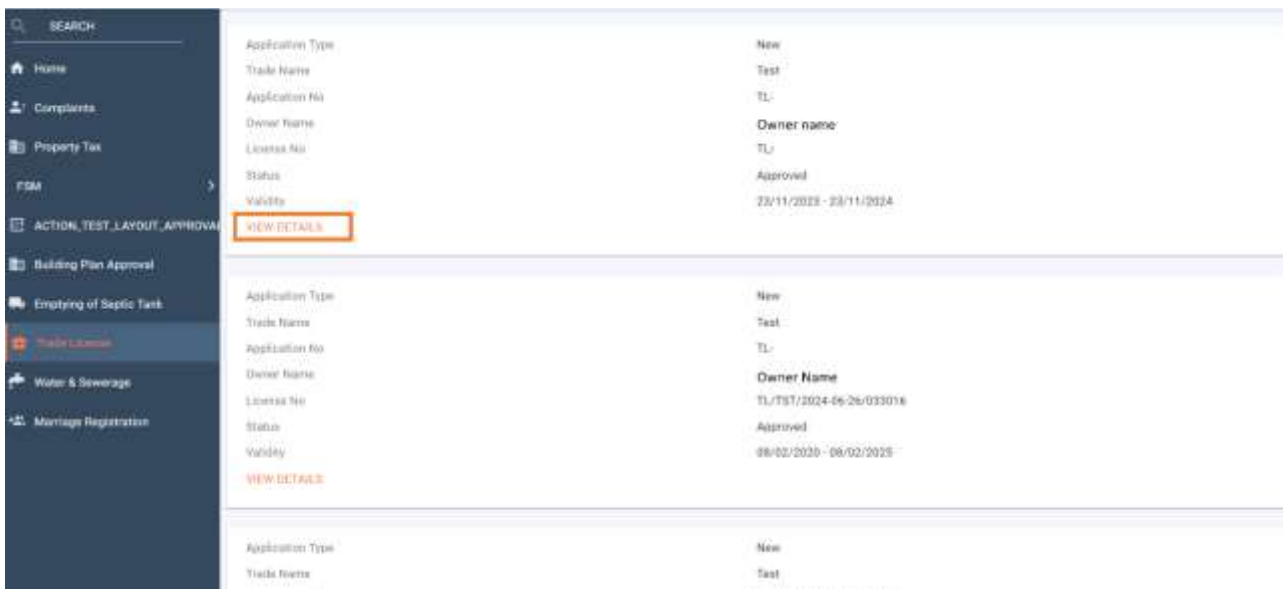 SEARCH
Home
Complaints
Property Tax
FSM
ACTION_TEST_LAYOUT_APPROVAL
Building Plan Approval
Emptying of Septic Tank
Trade License
Water & Sewerage
Marriage Registration
Application Type New
Trade Name Test
Application No TL-
Owner Name Owner name
License No TL-
Status Approved
Validity 23/11/2023 - 23/11/2024
VIEW DETAILS
Application Type New
Trade Name Test
Application No TL-
Owner Name Owner Name
License No TL/TST/2024-06-26/033016
Status Approved
Validity 08/02/2020 - 08/02/2025
VIEW DETAILS
Application Type New
Trade Name Test